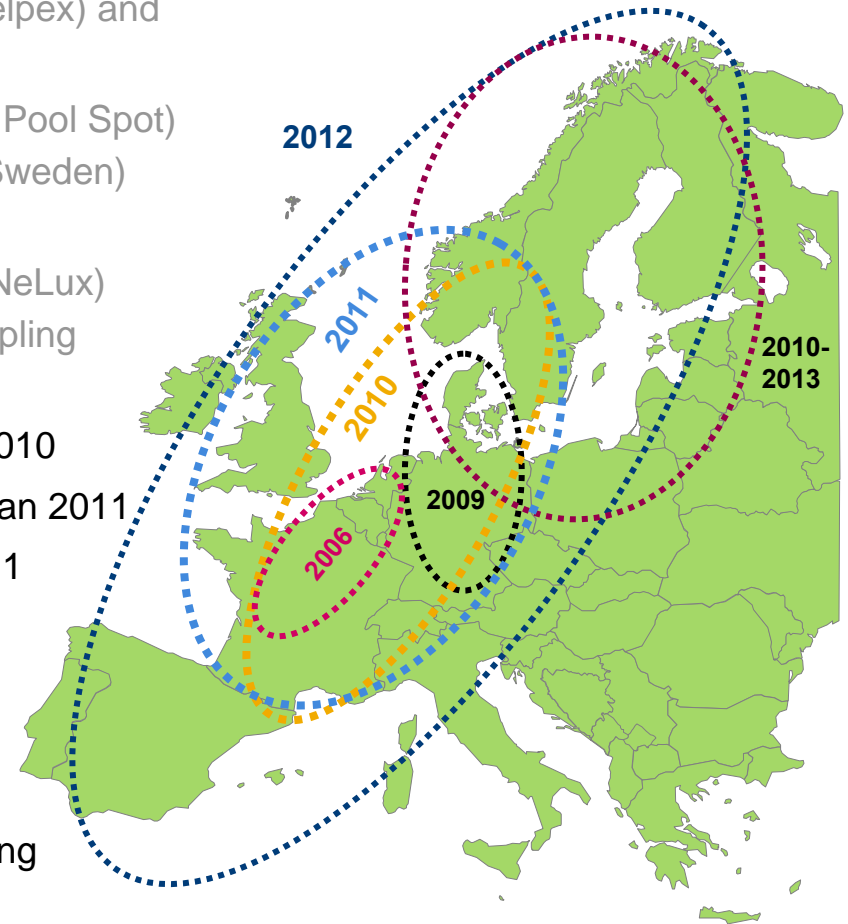 elpex) and
Pool Spot)
Sweden)
NeLux)
pling
010
an 2011
1
ng
2012
2011
2010
2009
2006
2010-
2013